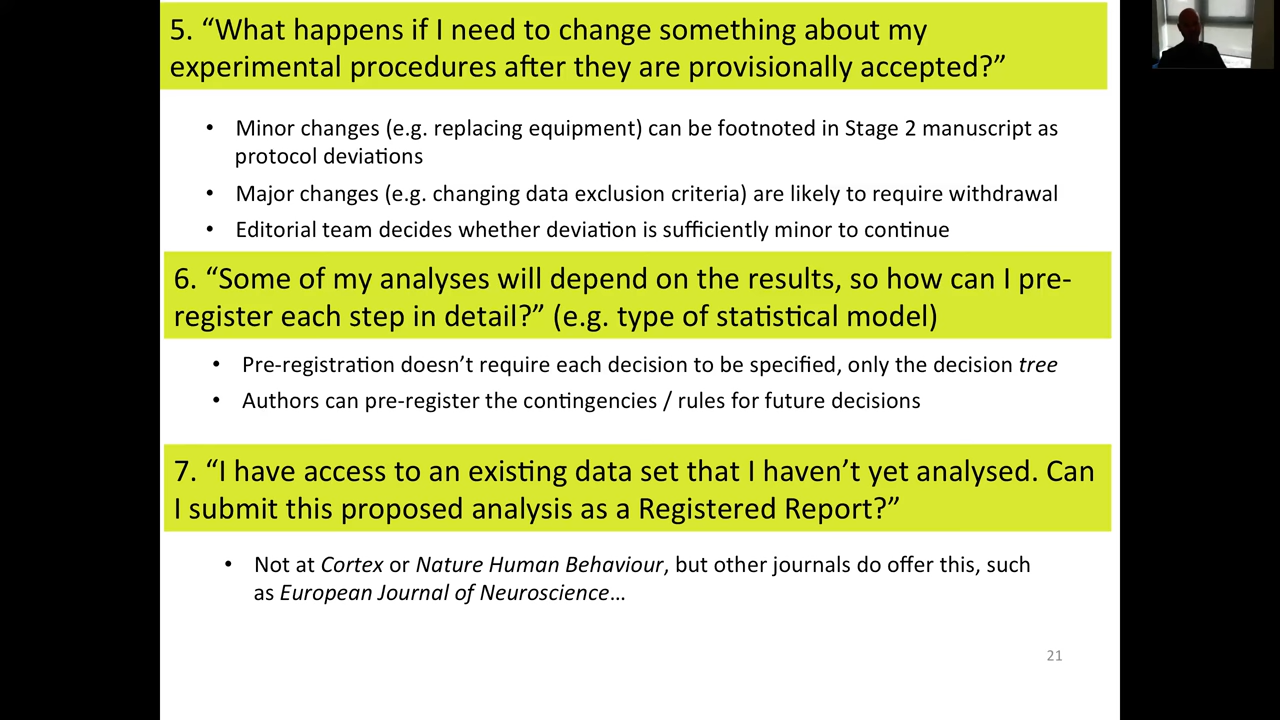 5. “What happens if I need to change something about my
experimental procedures after they are provisionally accepted?”
• Minor changes (e.g. replacing equipment) can be footnoted in Stage 2 manuscript as
protocol deviations
• Major changes (e.g. changing data exclusion criteria) are likely to require withdrawal
• Editorial team decides whether deviation is sufficiently minor to continue
6. “Some of my analyses will depend on the results, so how can I pre-
register each step in detail?” (e.g. type of statistical model)
• Pre-registration doesn’t require each decision to be specified, only the decision tree
• Authors can pre-register the contingencies / rules for future decisions
7. “I have access to an existing data set that I haven’t yet analysed. Can
I submit this proposed analysis as a Registered Report?”
• Not at Cortex or Nature Human Behaviour, but other journals do offer this, such
as European Journal of Neuroscience…
21